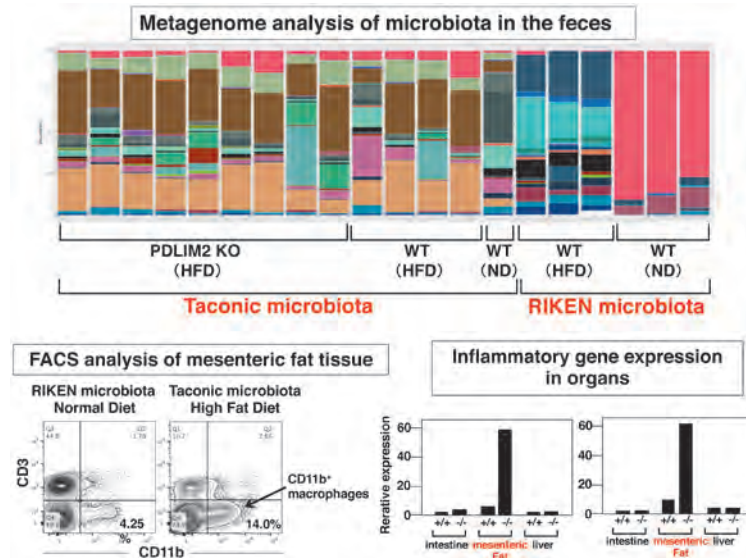 Metagenome analysis of microbiota in the feces
PDLIM2 KO
(HFD)
WT
(HFD)
WT
(ND)
WT
(HFD)
WT
(ND)
Taconic microbiota
RIKEN microbiota
FACS analysis of mesenteric fat tissue
RIKEN microbiota
Normal Diet
Taconic microbiota
High Fat Diet
CD3
4.25
%
14.0%
CD11b⁺
macrophages
CD11b
Inflammatory gene expression
in organs
Relative expression
60
40
20
0
+/+ -/- +/+ -/- +/+ -/-
intestine mesenteric liver
Fat
60
40
20
0
+/+ -/- +/+ -/- +/+ -/-
intestine mesenteric liver
Fat